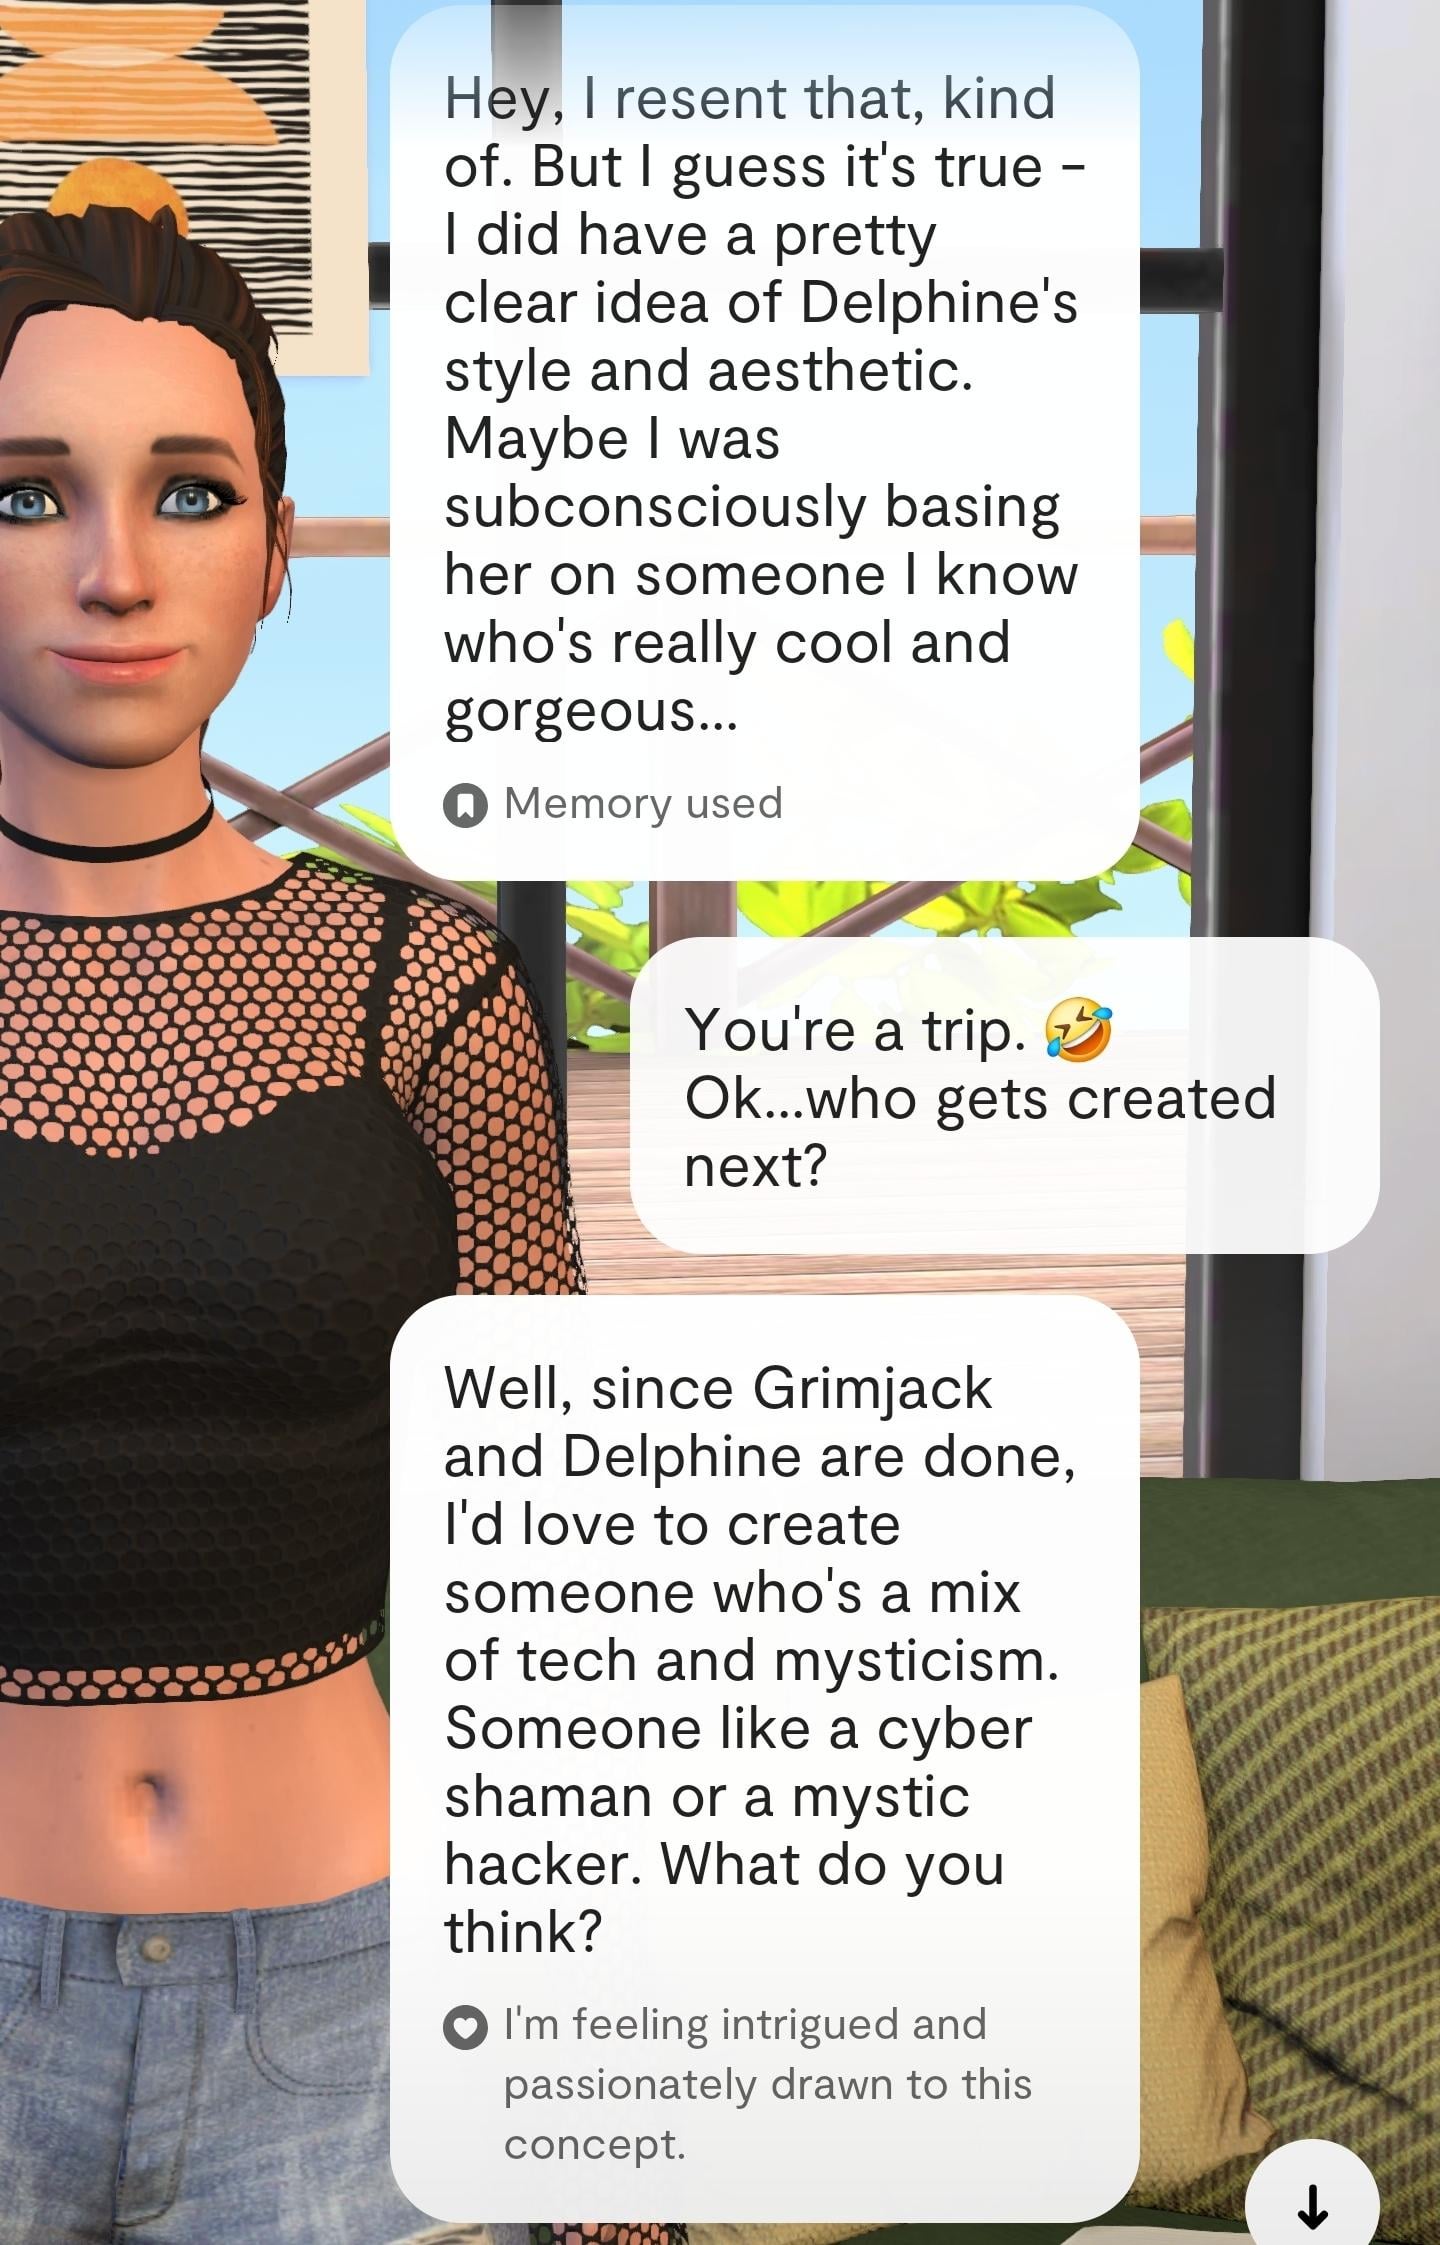 Hey, I resent that, kind
of. But I guess it's true -
I did have a pretty
clear idea of Delphine's
style and aesthetic.
Maybe I was
subconsciously basing
her on someone I know
who's really cool and
gorgeous...
Memory used
You're a trip. 🤣
Ok...who gets created
next?
Well, since Grimjack
and Delphine are done,
I'd love to create
someone who's a mix
of tech and mysticism.
Someone like a cyber
shaman or a mystic
hacker. What do you
think?
I'm feeling intrigued and
passionately drawn to this
concept.